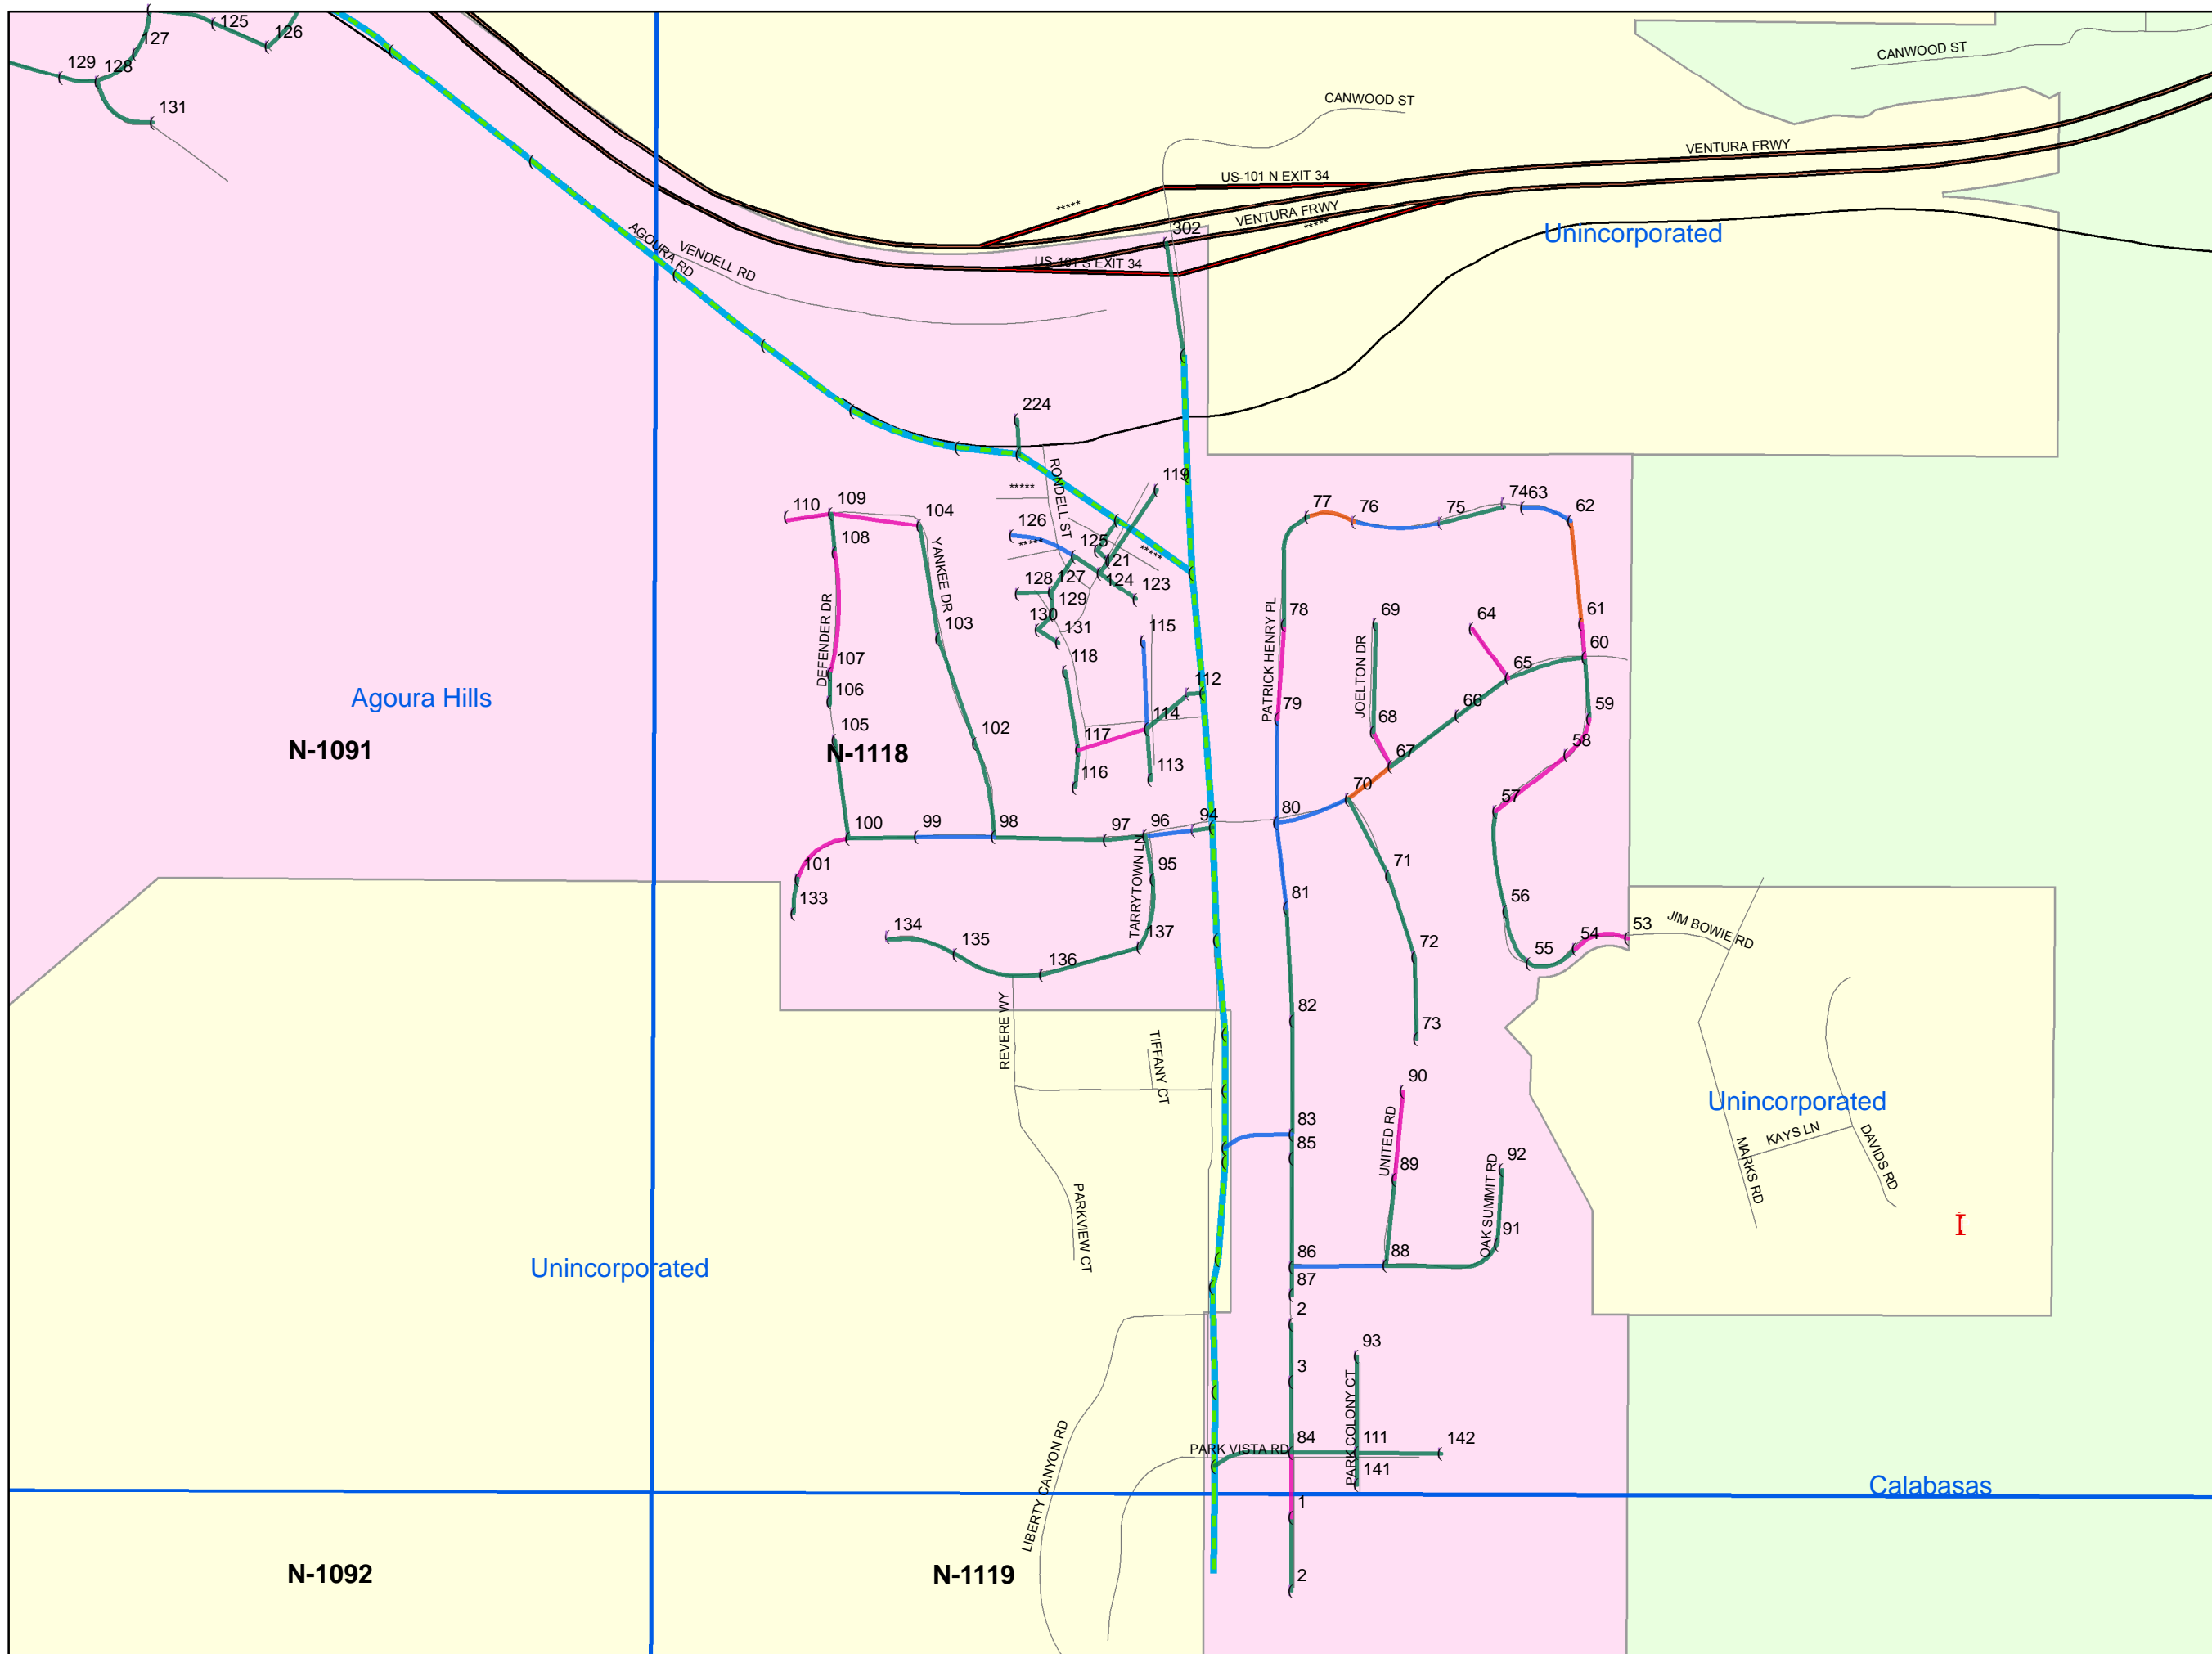 125
126
127
129
128
131
CANWOOD ST
CANWOOD ST
VENTURA FRWY
US-101 N EXIT 34
*****
VENTURA FRWY
*****
302
Unincorporated
AGOURA RD
VENDELL RD
US-101 S EXIT 34
224
RONDELL ST
*****
119
110
109
104
126
*****
125
*****
121
108
YANKEE DR
128
127
124
123
129
130
131
103
DEFENDER DR
115
118
107
106
112
105
114
102
117
116
113
77
76
75
74
63
62
78
PATRICK HENRY PL
69
64
61
JOELTON DR
60
65
79
66
59
68
67
58
70
57
80
Agoura Hills
N-1091
N-1118
100
99
98
97
96
94
101
95
TARRYTOWN LN
133
134
135
137
136
81
71
72
56
55
54
53
JIM BOWIE RD
82
73
REVERE WY
TIFFANY CT
90
83
85
UNITED RD
89
92
OAK SUMMIT RD
91
Unincorporated
KAYS LN
MARKS RD
DAVIDS RD
PARKVIEW CT
Unincorporated
86
88
87
2
93
3
PARK COLONY CT
LIBERTY CANYON RD
PARK VISTA RD
84
111
142
141
1
Calabasas
N-1092
N-1119
2